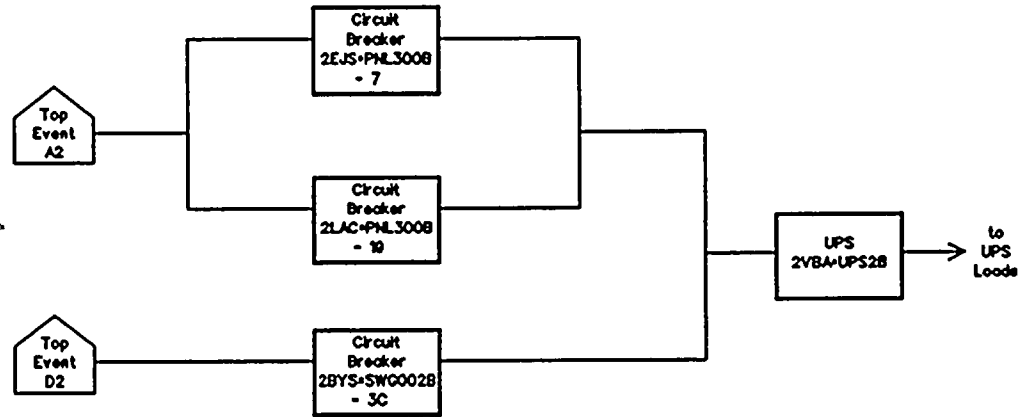 Circuit
Breaker
2EJS*PNL300B
- 7
Top
Event
A2
Circuit
Breaker
2LAC*PNL300B
- 19
UPS
2VBA*UPS2B
to
UPS
Loads
Top
Event
D2
Circuit
Breaker
2BYS*SWG002B
- 3C